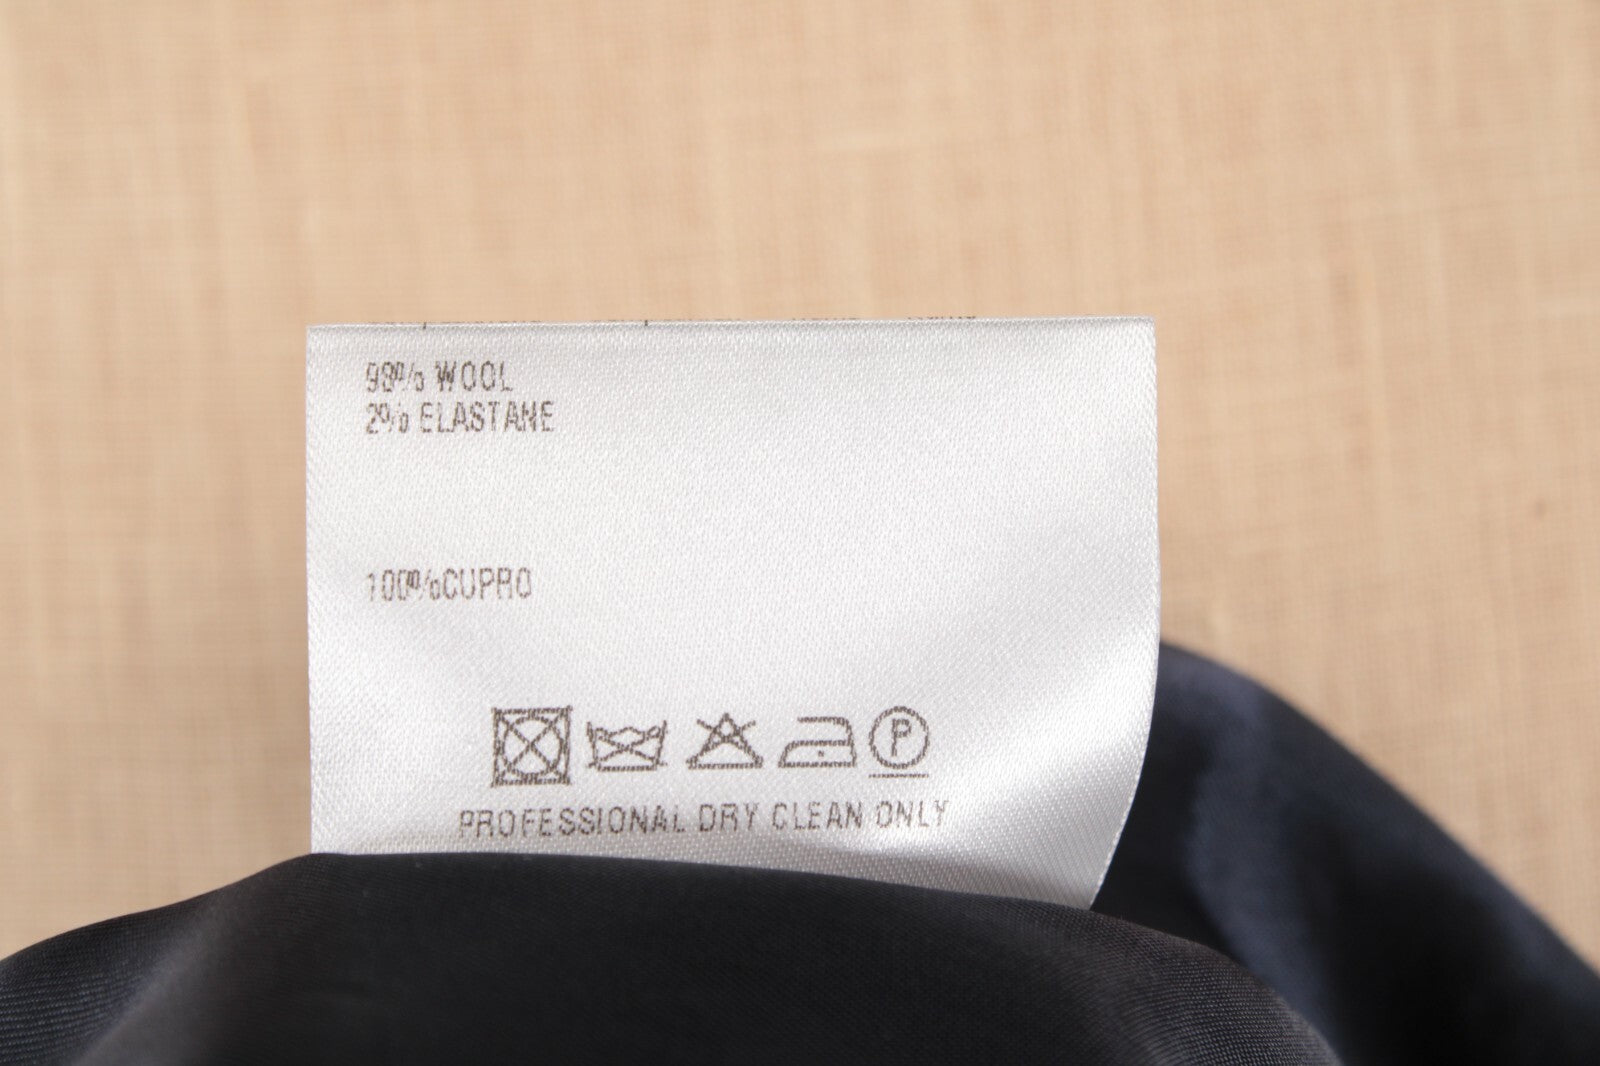 98% WOOL
2% ELASTANE
100%CUPRO
P
PROFESSIONAL DRY CLEAN ONLY